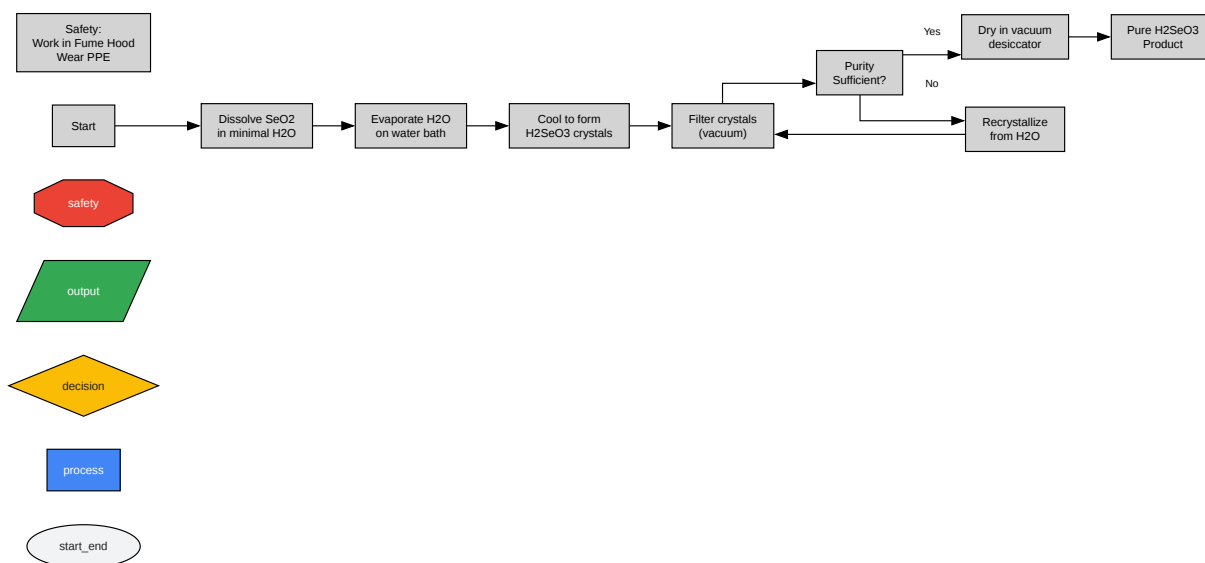 Safety:
Work in Fume Hood
Wear PPE
Start
Dissolve SeO2
in minimal H2O
Evaporate H2O
on water bath
Cool to form
H2SeO3 crystals
Filter crystals
(vacuum)
Purity
Sufficient?
Yes
No
Dry in vacuum
desiccator
Pure H2SeO3
Product
Recrystallize
from H2O
safety
output
decision
process
start_end